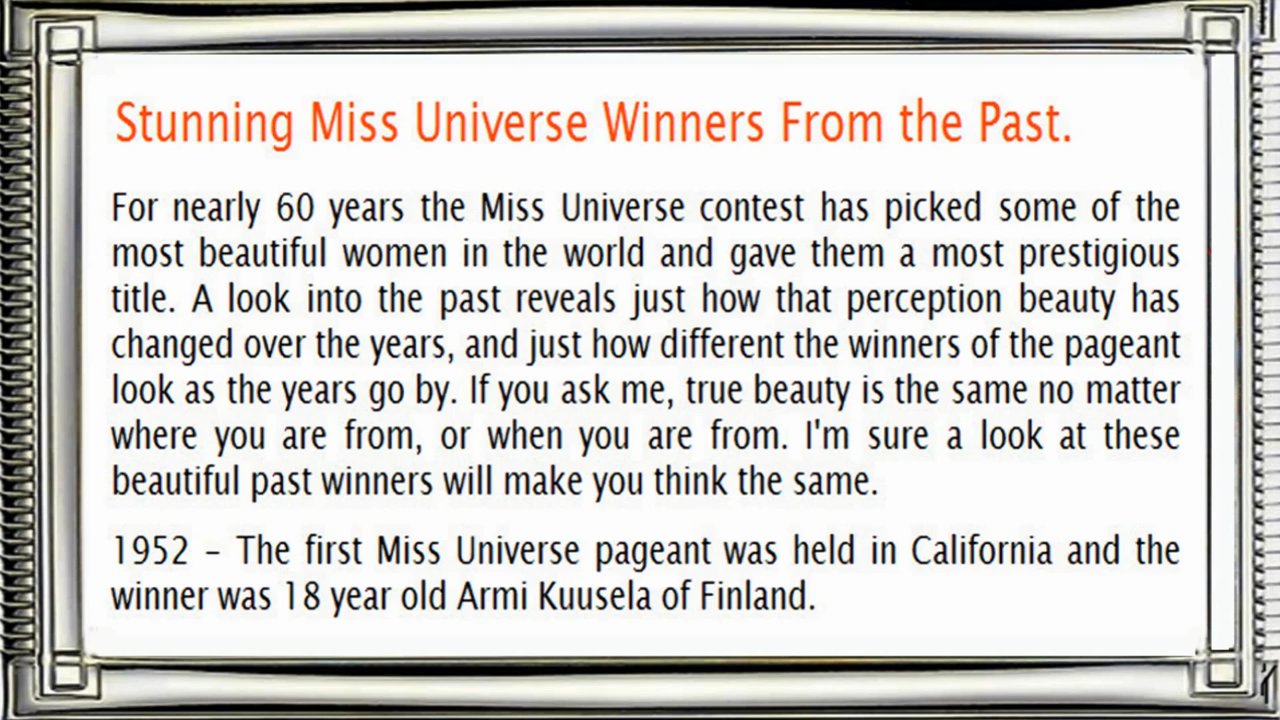 Stunning Miss Universe Winners From the Past.
For nearly 60 years the Miss Universe contest has picked some of the
most beautiful women in the world and gave them a most prestigious
title. A look into the past reveals just how that perception beauty has
changed over the years, and just how different the winners of the pageant
look as the years go by. If you ask me, true beauty is the same no matter
where you are from, or when you are from. I'm sure a look at these
beautiful past winners will make you think the same.
1952 – The first Miss Universe pageant was held in California and the
winner was 18 year old Armi Kuusela of Finland.